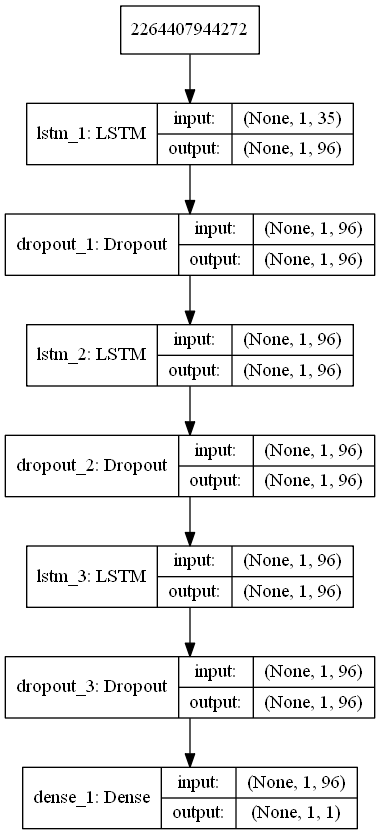 2264407944272
lstm_1: LSTM input: (None, 1, 35)
output: (None, 1, 96)
dropout_1: Dropout input: (None, 1, 96)
output: (None, 1, 96)
lstm_2: LSTM input: (None, 1, 96)
output: (None, 1, 96)
dropout_2: Dropout input: (None, 1, 96)
output: (None, 1, 96)
lstm_3: LSTM input: (None, 1, 96)
output: (None, 1, 96)
dropout_3: Dropout input: (None, 1, 96)
output: (None, 1, 96)
dense_1: Dense input: (None, 1, 96)
output: (None, 1, 1)